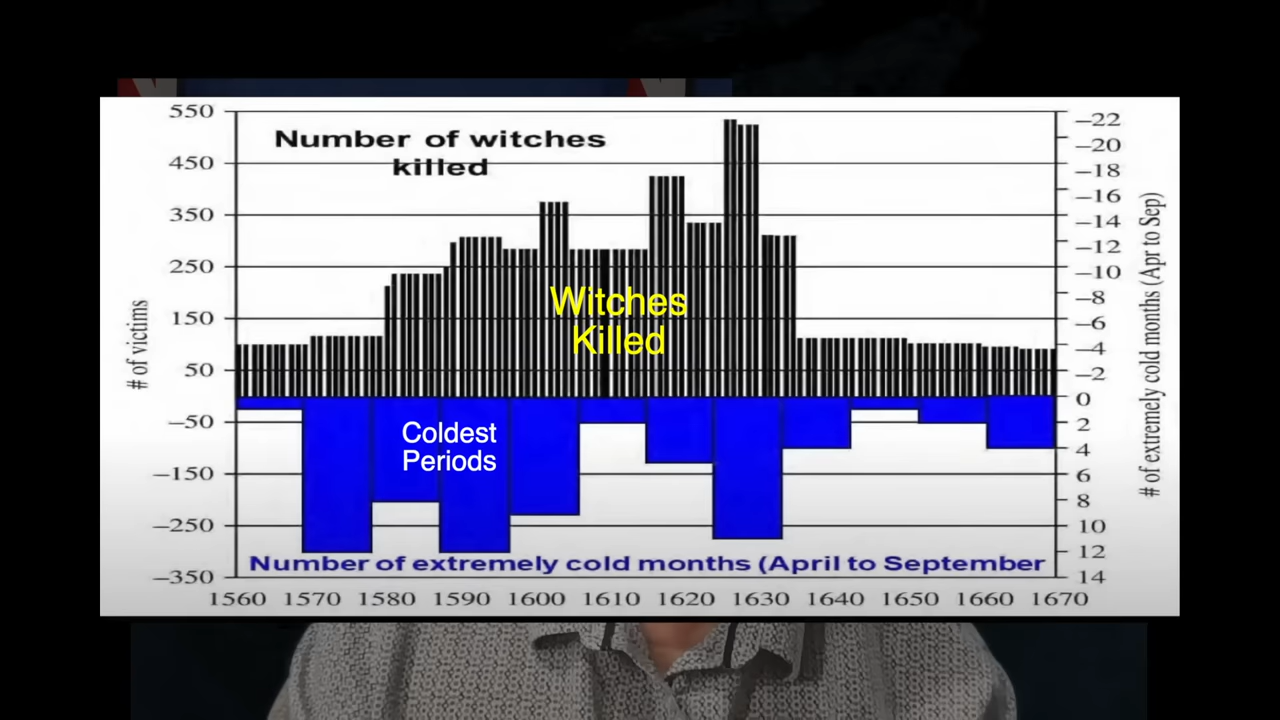 Number of witches
killed
550
450
350
250
150
50
-50
-150
-250
-350
# of victims
Witches
Killed
Coldest
Periods
Number of extremely cold months (April to September
-22
-20
-18
-16
-14
-12
-10
-8
-6
-4
-2
0
2
4
6
8
10
12
14
# of extremely cold months (Apr to Sep)
1560 1570 1580 1590 1600 1610 1620 1630 1640 1650 1660 1670